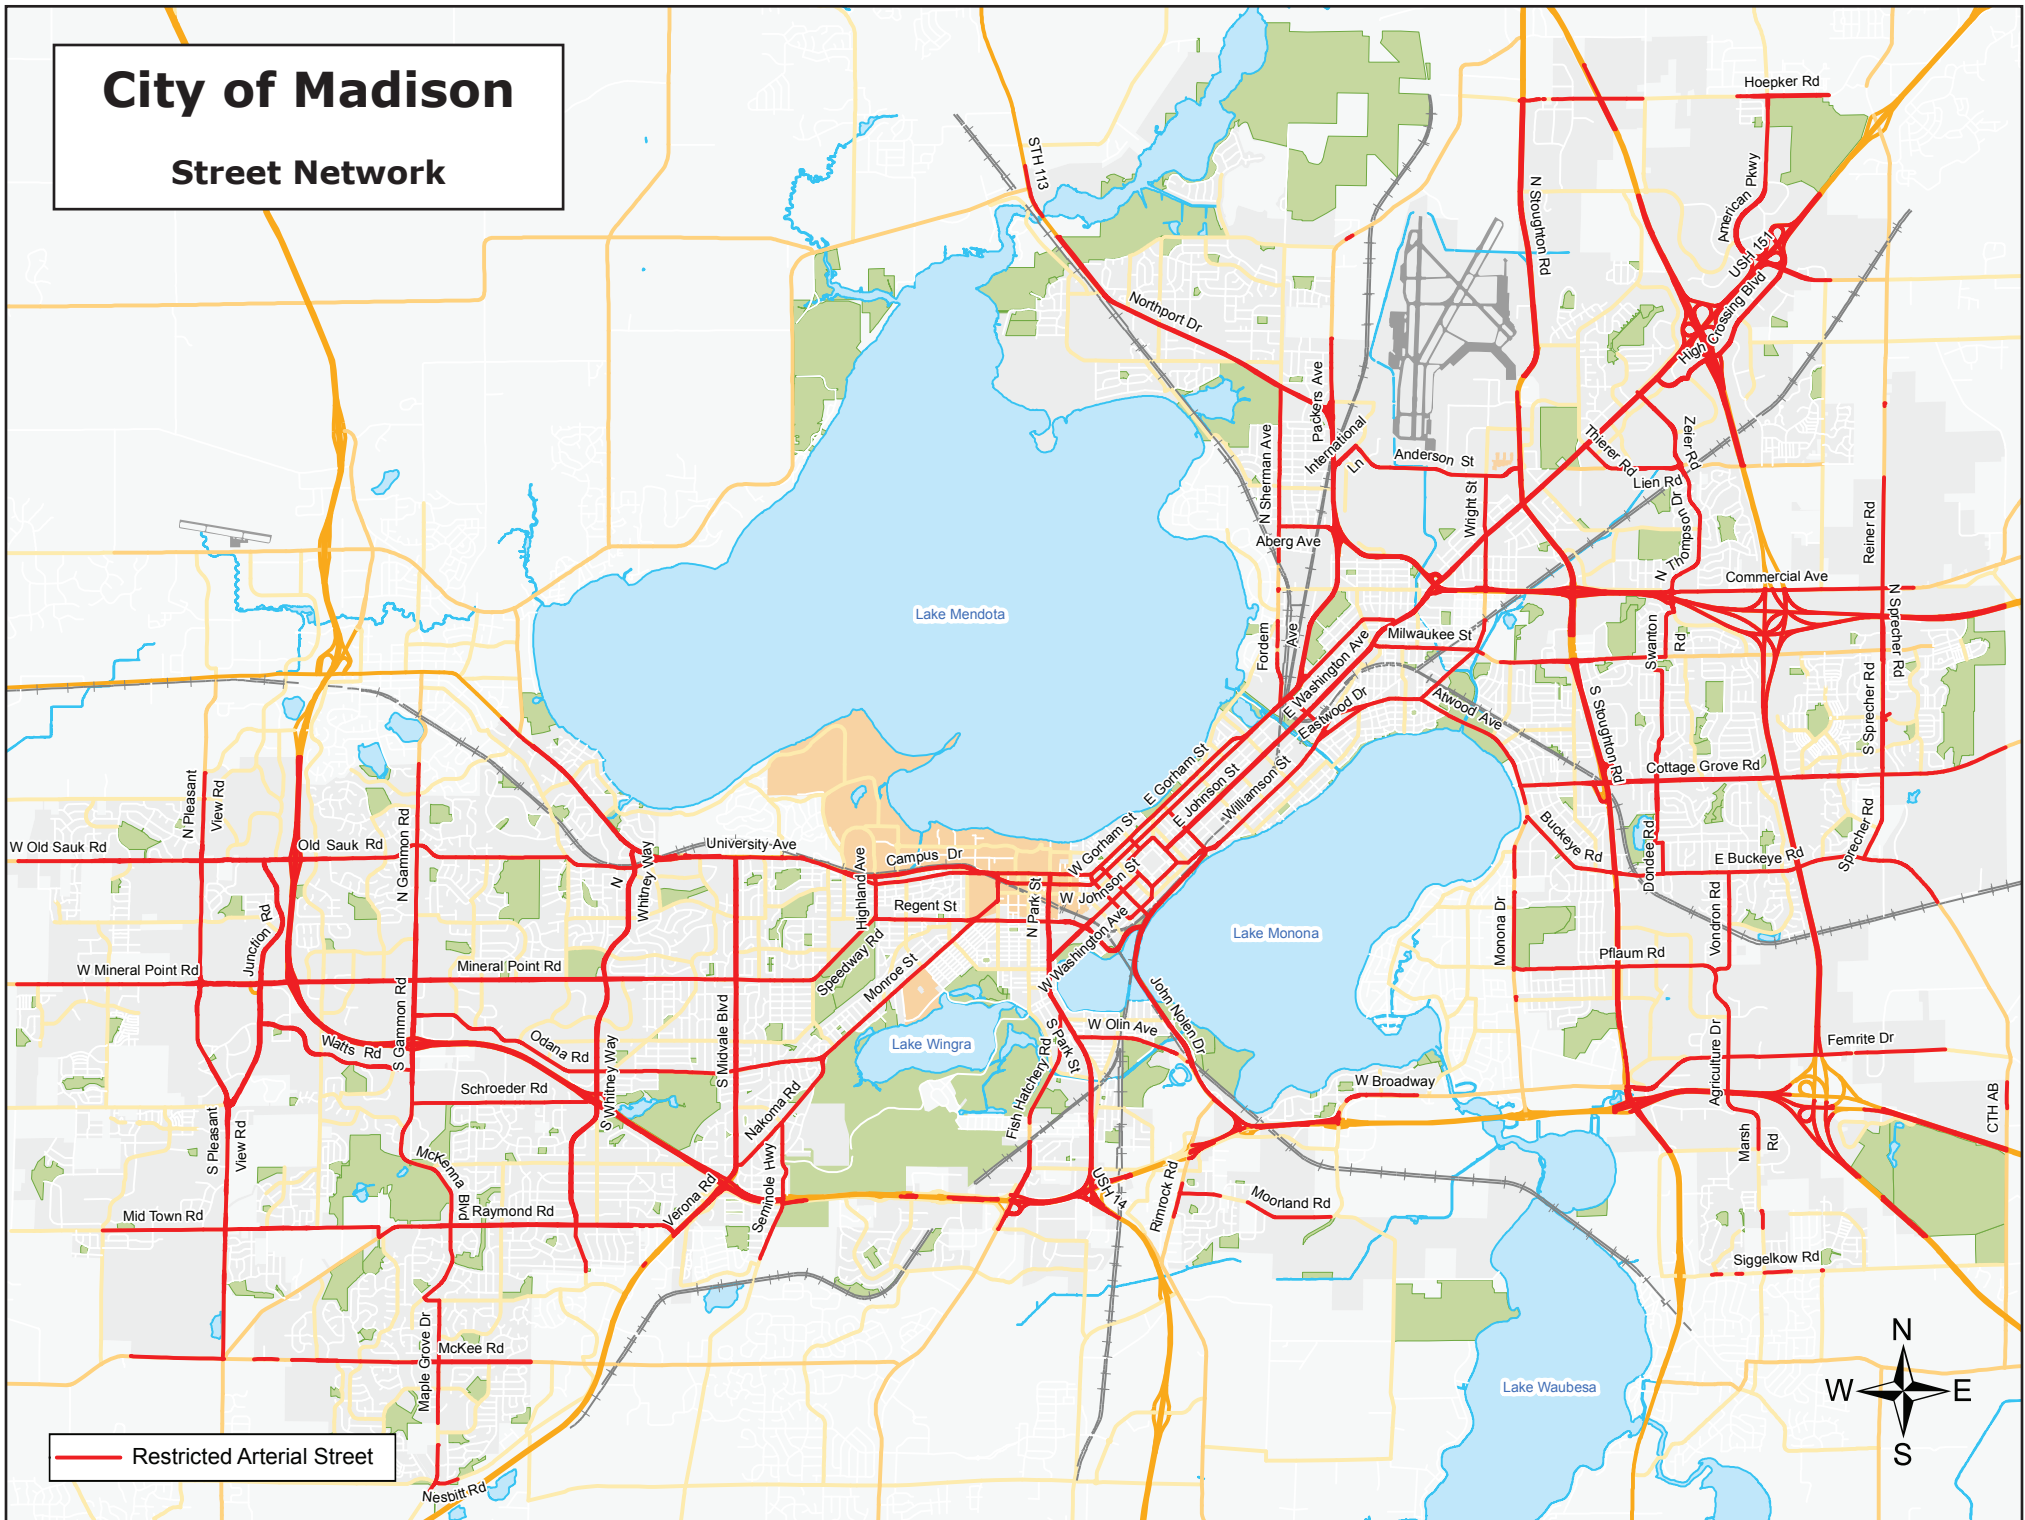 City of Madison
Street Network
Hoepker Rd
STH 113
N Stoughton Rd
American Pkwy
USH 151
High Crossing Blvd
Northport Dr
Packers Ave
International
Ln
N Sherman Ave
Anderson St
Wright St
Thierer Rd
Zeier Rd
Lien Rd
N Thompson Dr
Reiner Rd
Aberg Ave
Commercial Ave
N Sprecher Rd
Lake Mendota
Fordem
Ave
Milwaukee St
Swanton
Rd
E Washington Ave
Eastwood Dr
Atwood Ave
S Stoughton Rd
S Sprecher Rd
Cottage Grove Rd
N Pleasant
View Rd
E Gorham St
E Johnson St
Williamson St
W Old Sauk Rd
Old Sauk Rd
N Gammon Rd
N
Whitney Way
University Ave
Campus Dr
Highland Ave
W Gorham St
W Johnson St
Buckeye Rd
Dondee Rd
E Buckeye Rd
Sprecher Rd
Regent St
N Park St
W Washington Ave
Lake Monona
Monona Dr
Vondron Rd
Pflaum Rd
Junction Rd
W Mineral Point Rd
Mineral Point Rd
Speedway Rd
Monroe St
S Gammon Rd
Watts Rd
Odana Rd
S Midvale Blvd
Lake Wingra
W Olin Ave
John Nolen Dr
S Park St
Fish Hatchery Rd
Agriculture Dr
Femrite Dr
Schroeder Rd
S Whitney Way
Nakoma Rd
W Broadway
CTH AB
S Pleasant
View Rd
McKenna
Blvd
Seminole Hwy
Marsh
Rd
Mid Town Rd
Raymond Rd
Verona Rd
USH 14
Rimrock Rd
Moorland Rd
Siggelkow Rd
Maple Grove Dr
McKee Rd
Lake Waubesa
N
W
E
S
Restricted Arterial Street
Nesbitt Rd